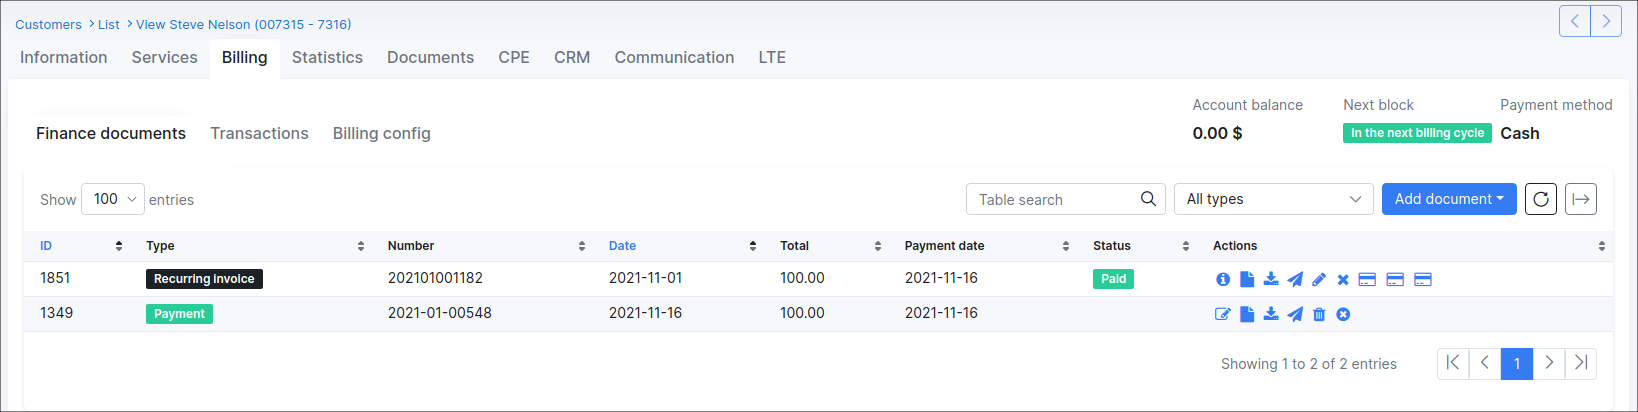 Customers > List > View Steve Nelson (007315 - 7316)
Information Services Billing Statistics Documents CPE CRM Communication LTE
Account balance Next block Payment method
Finance documents Transactions Billing config 0.00 $ In the next billing cycle Cash
Show 100 entries Table search All types Add document
ID Type Number Date Total Payment date Status Actions
1851 Recurring invoice 202101001182 2021-11-01 100.00 2021-11-16 Paid
1349 Payment 2021-01-00548 2021-11-16 100.00 2021-11-16
Showing 1 to 2 of 2 entries 1